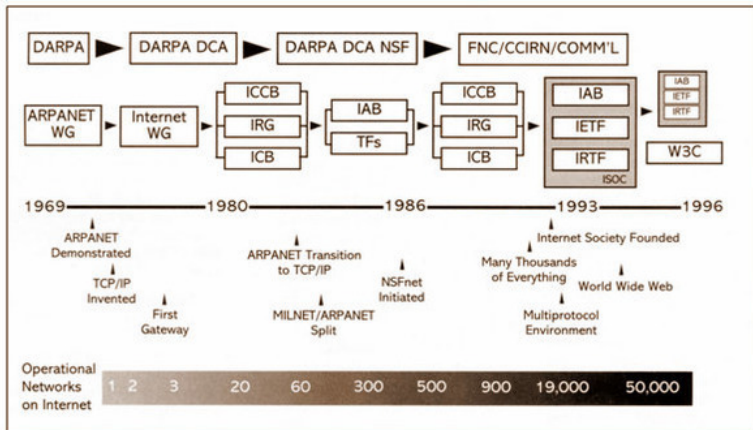 DARPA
DARPA DCA
DARPA DCA NSF
FNC/CCIRN/COMM'L
ARPANET
WG
Internet
WG
ICCB
IRG
ICB
IAB
TFs
ICCB
IRG
ICB
IAB
IETF
IRTF
ISOC
IAB
IETF
IRTF
W3C
1969
1980
1986
1993
1996
ARPANET
Demonstrated
TCP/IP
Invented
First
Gateway
ARPANET Transition
to TCP/IP
MILNET/ARPANET
Split
NSFnet
Initiated
Internet Society Founded
Many Thousands
of Everything
World Wide Web
Multiprotocol
Environment
Operational
Networks
on Internet
1 2 3 20 60 300 500 900 19,000 50,000